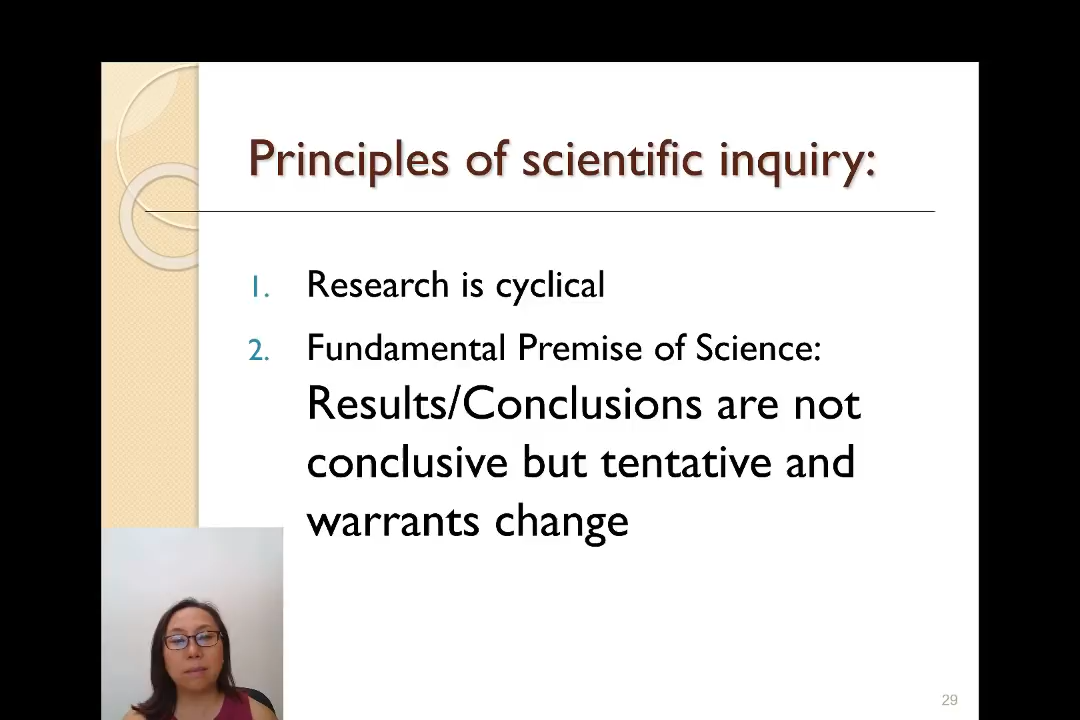 Principles of scientific inquiry:
1. Research is cyclical
2. Fundamental Premise of Science:
Results/Conclusions are not
conclusive but tentative and
warrants change
29